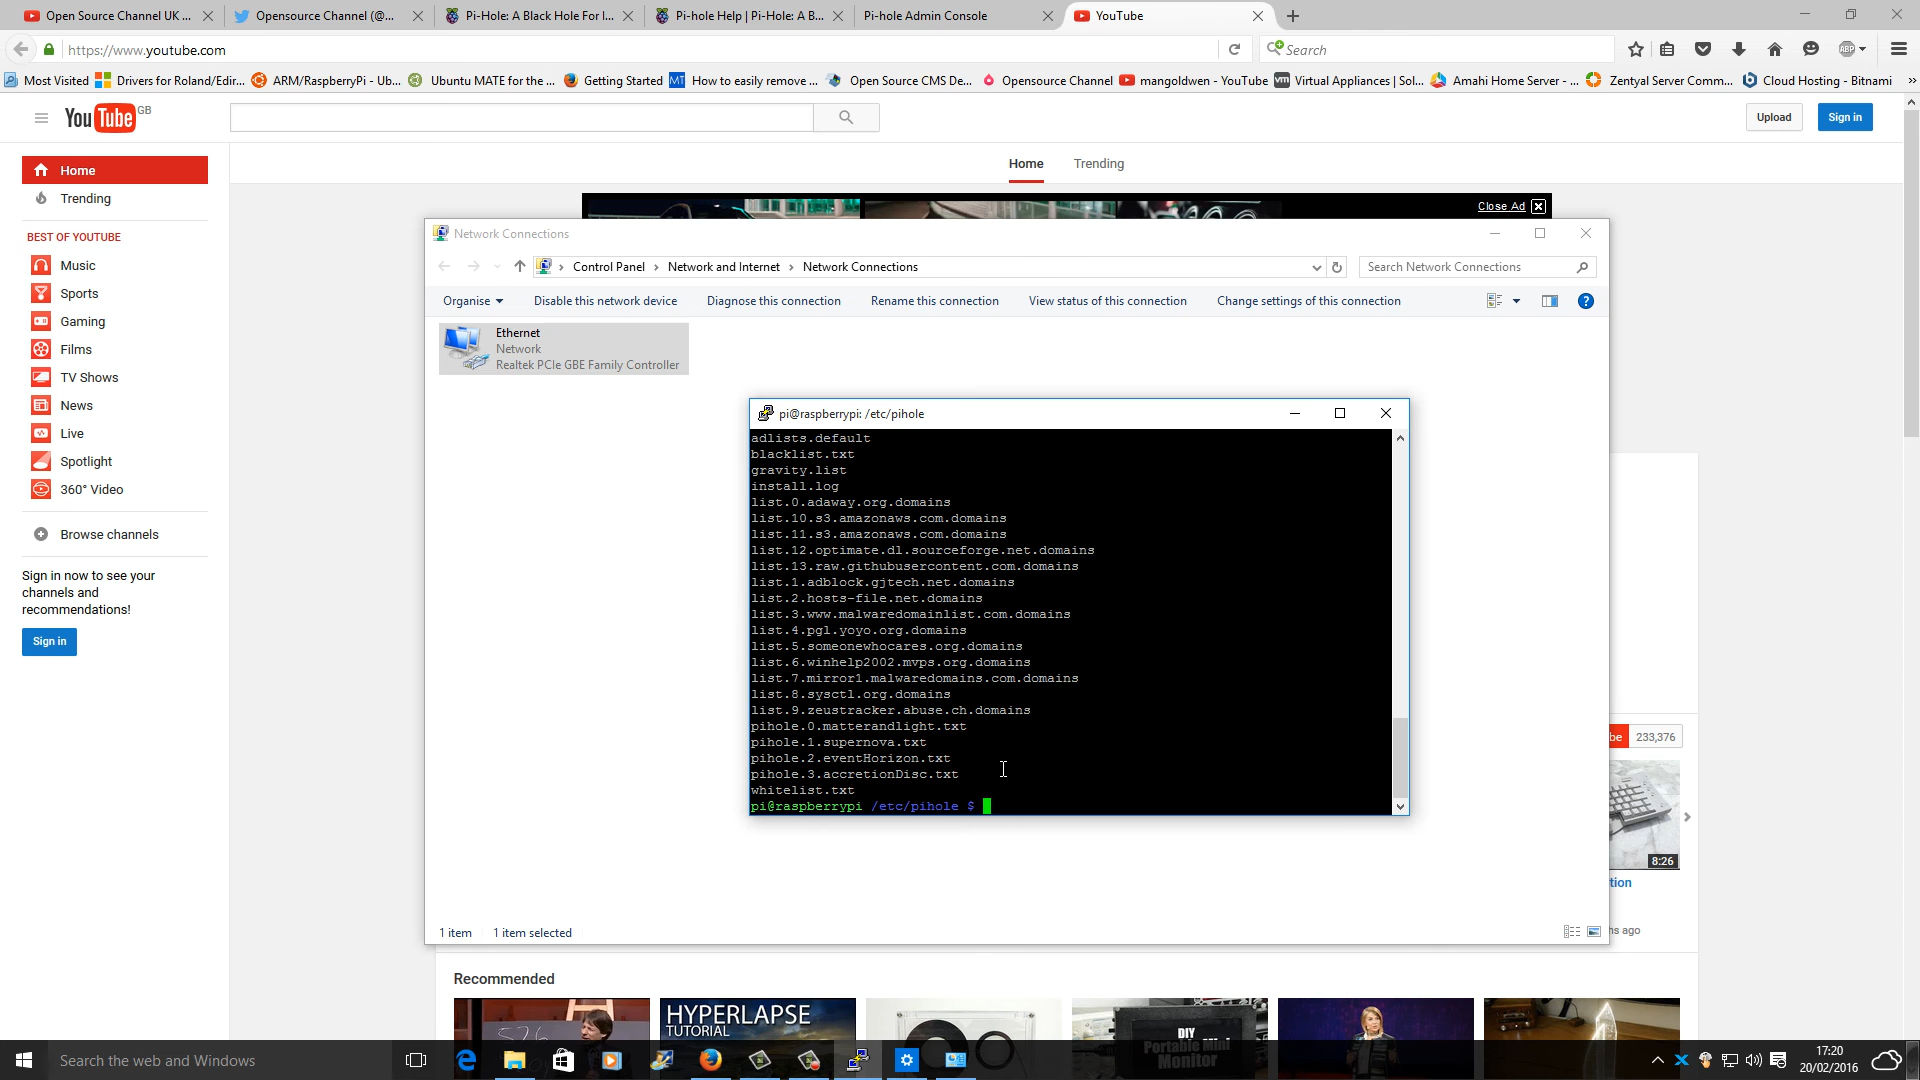 Open Source Channel UK ...
Opensource Channel (@...
Pi-Hole: A Black Hole For I...
Pi-hole Help | Pi-Hole: A B...
Pi-hole Admin Console
YouTube
https://www.youtube.com
Search
ABP
Most Visited
Drivers for Roland/Edir...
ARM/RaspberryPi - Ub...
Ubuntu MATE for the ...
Getting Started
MT How to easily remove ...
Open Source CMS De...
Opensource Channel
mangoldwen - YouTube
vm Virtual Appliances | Sol...
Amahi Home Server - ...
Zentyal Server Comm...
Cloud Hosting - Bitnami
YouTube GB
Upload
Sign in
Home
Trending
Home
Trending
BEST OF YOUTUBE
Music
Sports
Gaming
Films
TV Shows
News
Live
Spotlight
360° Video
Browse channels
Sign in now to see your
channels and
recommendations!
Sign in
Close Ad
Network Connections
Control Panel > Network and Internet > Network Connections
Search Network Connections
Organise
Disable this network device
Diagnose this connection
Rename this connection
View status of this connection
Change settings of this connection
Ethernet
Network
Realtek PCIe GBE Family Controller
pi@raspberrypi: /etc/pihole
adlists.default
blacklist.txt
gravity.list
install.log
list.0.adaway.org.domains
list.10.s3.amazonaws.com.domains
list.11.s3.amazonaws.com.domains
list.12.optimate.dl.sourceforge.net.domains
list.13.raw.githubusercontent.com.domains
list.1.adblock.gjtech.net.domains
list.2.hosts-file.net.domains
list.3.www.malwaredomainlist.com.domains
list.4.pgl.yoyo.org.domains
list.5.someonewhocares.org.domains
list.6.winhelp2002.mvps.org.domains
list.7.mirror1.malwaredomains.com.domains
list.8.sysctl.org.domains
list.9.zeustracker.abuse.ch.domains
pihole.0.matterandlight.txt
pihole.1.supernova.txt
pihole.2.eventHorizon.txt
pihole.3.accretionDisc.txt
whitelist.txt
pi@raspberrypi /etc/pihole $
be 233,376
8:26
tion
hs ago
1 item
1 item selected
Recommended
HYPERLAPSE
TUTORIAL
DIY
Portable Mini
Monitor
Search the web and Windows
17:20
20/02/2016